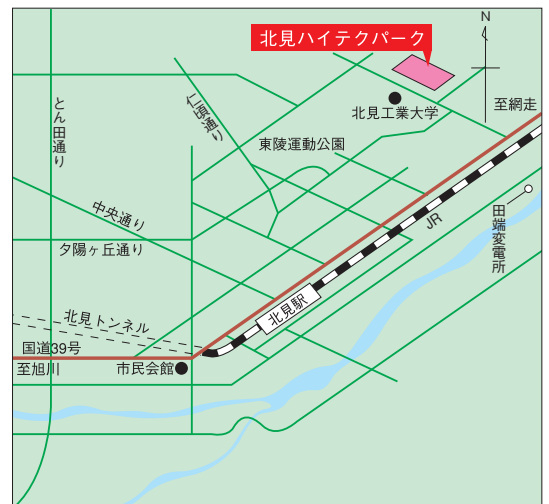 N
北見ハイテクパーク
至網走
北見工業大学
仁頃通り
とん田通り
東陵運動公園
中央通り
夕陽ヶ丘通り
JR
田端変電所
北見駅
北見トンネル
国道39号
至旭川
市民会館